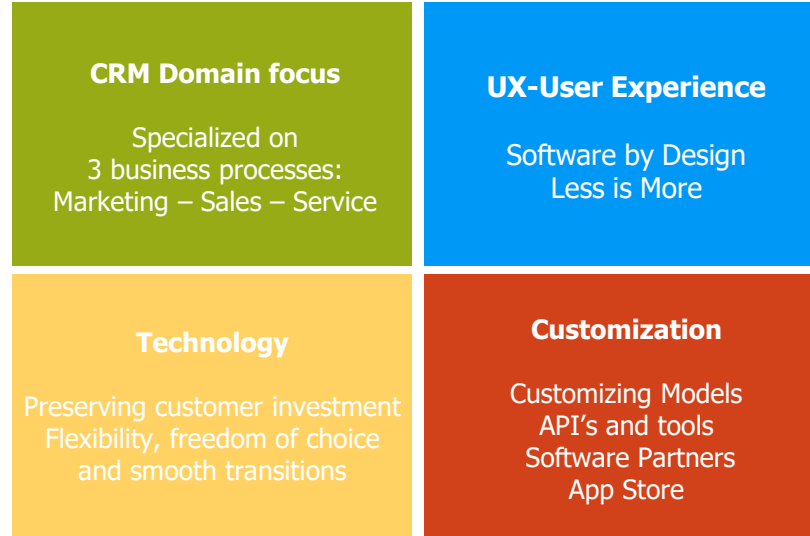 CRM Domain focus
Specialized on
3 business processes:
Marketing – Sales – Service
UX-User Experience
Software by Design
Less is More
Technology
Preserving customer investment
Flexibility, freedom of choice
and smooth transitions
Customization
Customizing Models
API's and tools
Software Partners
App Store